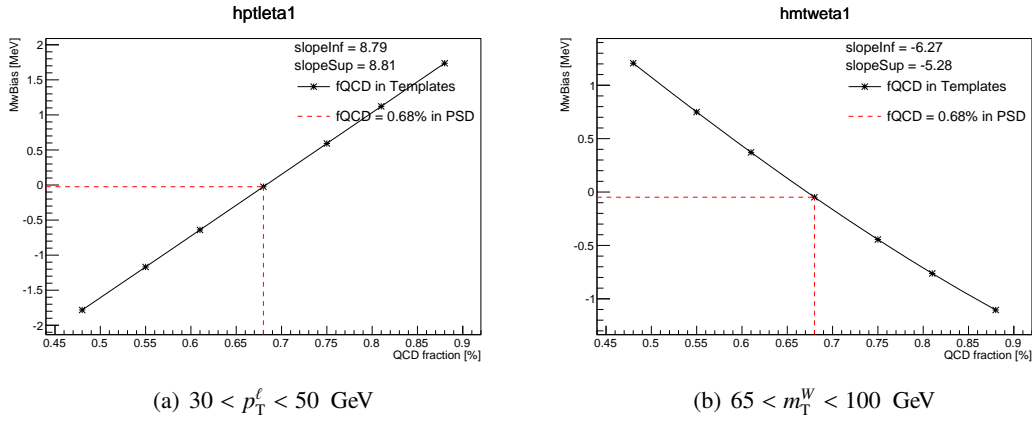 hptleta1
MwBias [MeV]
slopeInf = 8.79
slopeSup = 8.81
fQCD in Templates
fQCD = 0.68% in PSD
2
1.5
1
0.5
0
-0.5
-1
-1.5
-2
0.45 0.5 0.55 0.6 0.65 0.7 0.75 0.8 0.85 0.9
QCD fraction [%]
(a) 30 < p_T^ℓ < 50 GeV
hmtweta1
MwBias [MeV]
slopeInf = -6.27
slopeSup = -5.28
fQCD in Templates
fQCD = 0.68% in PSD
1
0.5
0
-0.5
-1
0.45 0.5 0.55 0.6 0.65 0.7 0.75 0.8 0.85 0.9
QCD fraction [%]
(b) 65 < m_T^W < 100 GeV